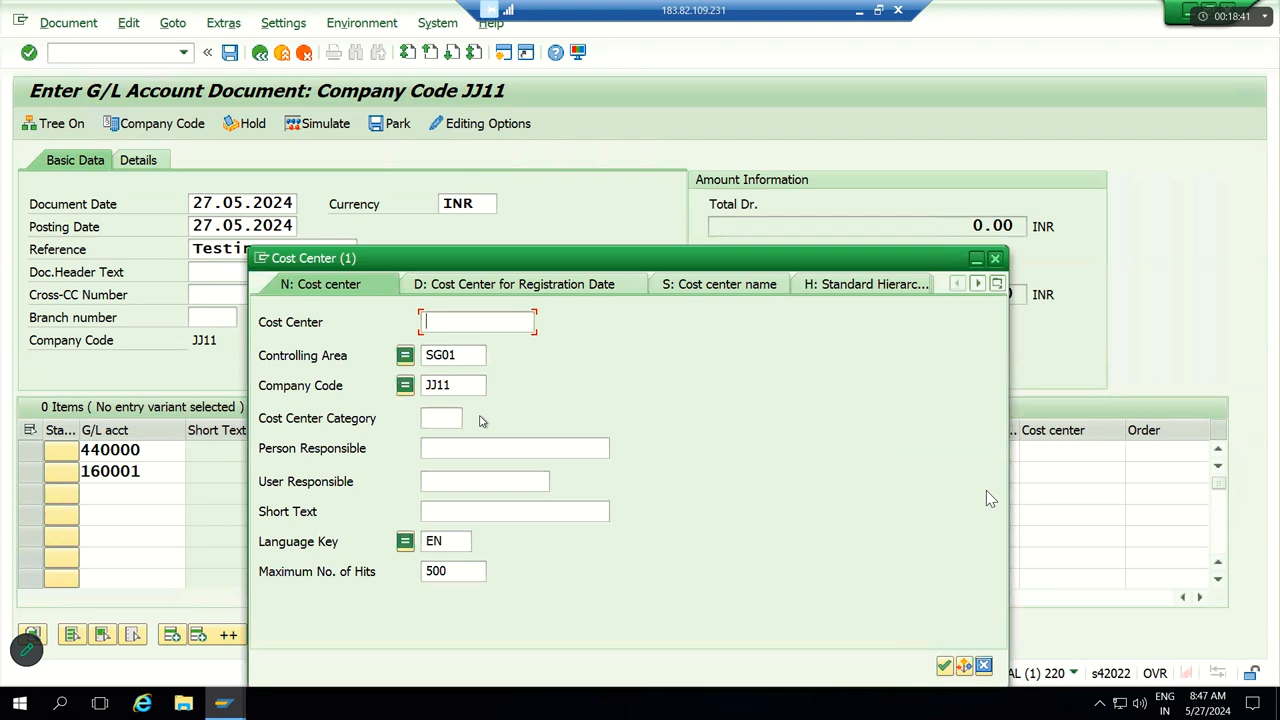 Document Edit Goto Extras Settings Environment System Help
183.82.109.231
00:18:41
Enter G/L Account Document: Company Code JJ11
Tree On Company Code Hold Simulate Park Editing Options
Basic Data Details
Amount Information
Document Date 27.05.2024 Currency INR
Total Dr.
Posting Date 27.05.2024
0.00 INR
Reference Testin
Doc.Header Text
Cross-CC Number
INR
Branch number
Company Code JJ11
Cost Center (1)
N: Cost center D: Cost Center for Registration Date S: Cost center name H: Standard Hierarc...
Cost Center
Controlling Area SG01
Company Code JJ11
Cost Center Category
Person Responsible
User Responsible
Short Text
Language Key EN
Maximum No. of Hits 500
0 Items ( No entry variant selected )
Sta... G/L acct Short Text
Cost center Order
440000
160001
++
(1) 220 s42022 OVR
ENG 8:47 AM
IN 5/27/2024